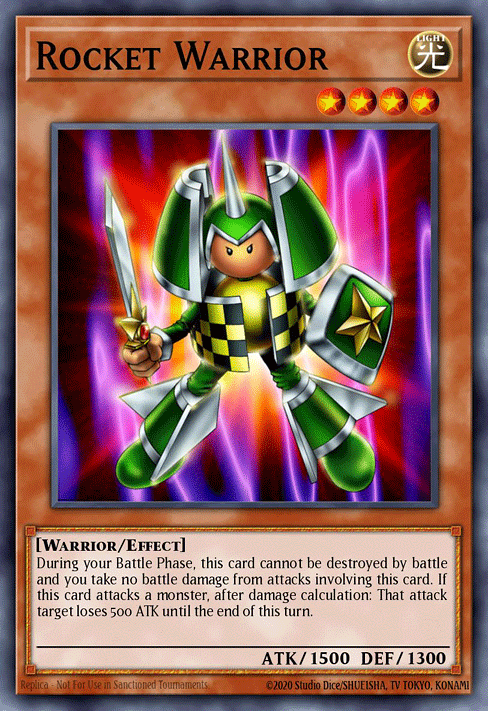 ROCKET WARRIOR
LIGHT
光
[WARRIOR/EFFECT]
During your Battle Phase, this card cannot be destroyed by battle
and you take no battle damage from attacks involving this card. If
this card attacks a monster, after damage calculation: That attack
target loses 500 ATK until the end of this turn.
ATK/1500 DEF/1300
Replica - Not For Use in Sanctioned Tournaments ©2020 Studio Dice/SHUEISHA, TV TOKYO, KONAMI